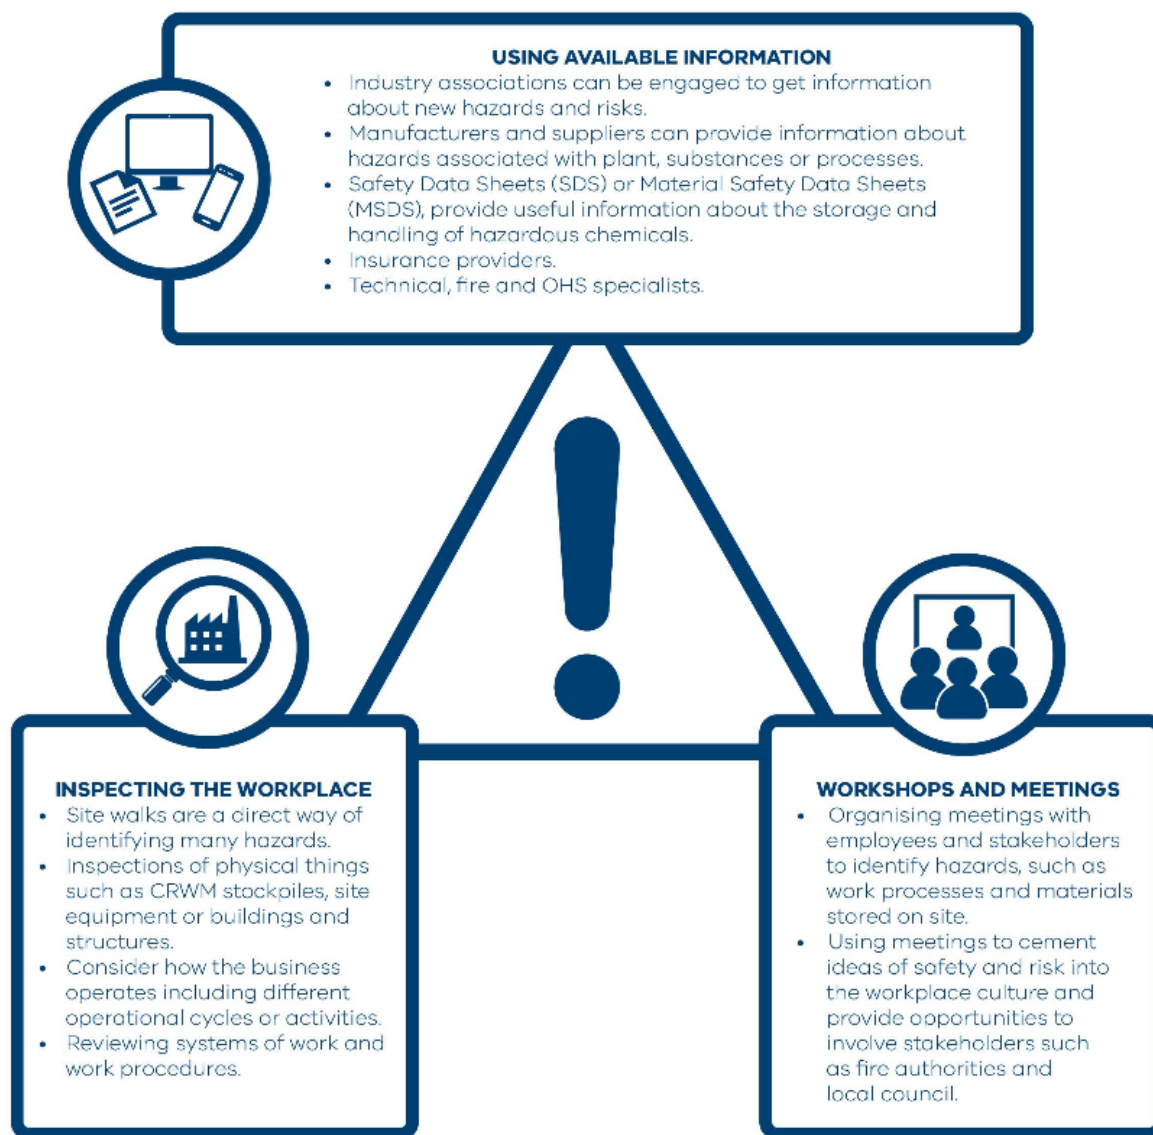 USING AVAILABLE INFORMATION
• Industry associations can be engaged to get information
about new hazards and risks.
• Manufacturers and suppliers can provide information about
hazards associated with plant, substances or processes.
• Safety Data Sheets (SDS) or Material Safety Data Sheets
(MSDS), provide useful information about the storage and
handling of hazardous chemicals.
• Insurance providers.
• Technical, fire and OHS specialists.
!
INSPECTING THE WORKPLACE
• Site walks are a direct way of
identifying many hazards.
• Inspections of physical things
such as CRWM stockpiles, site
equipment or buildings and
structures.
• Consider how the business
operates including different
operational cycles or activities.
• Reviewing systems of work and
work procedures.
WORKSHOPS AND MEETINGS
• Organising meetings with
employees and stakeholders
to identify hazards, such as
work processes and materials
stored on site.
• Using meetings to cement
ideas of safety and risk into
the workplace culture and
provide opportunities to
involve stakeholders such
as fire authorities and
local council.